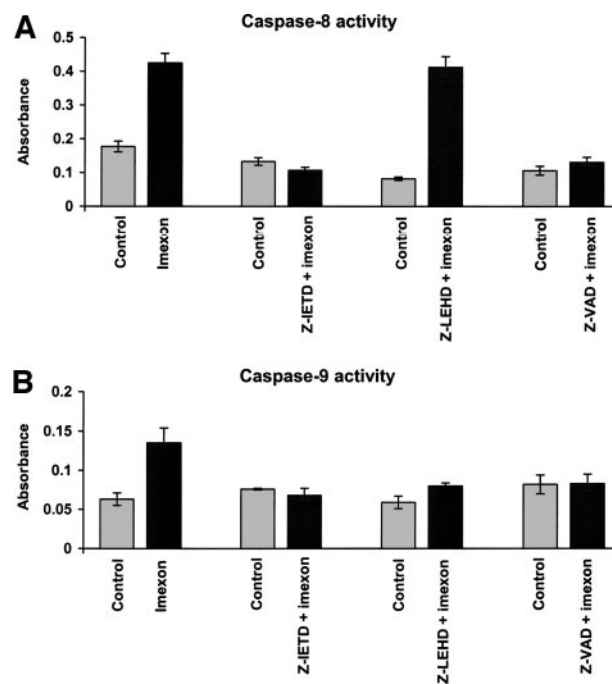 A
Caspase-8 activity
Absorbance
0.5
0.4
0.3
0.2
0.1
0
Control
Imexon
Control
Z-IETD + imexon
Control
Z-LEHD + imexon
Control
Z-VAD + imexon
B
Caspase-9 activity
Absorbance
0.2
0.15
0.1
0.05
0
Control
Imexon
Control
Z-IETD + imexon
Control
Z-LEHD + imexon
Control
Z-VAD + imexon